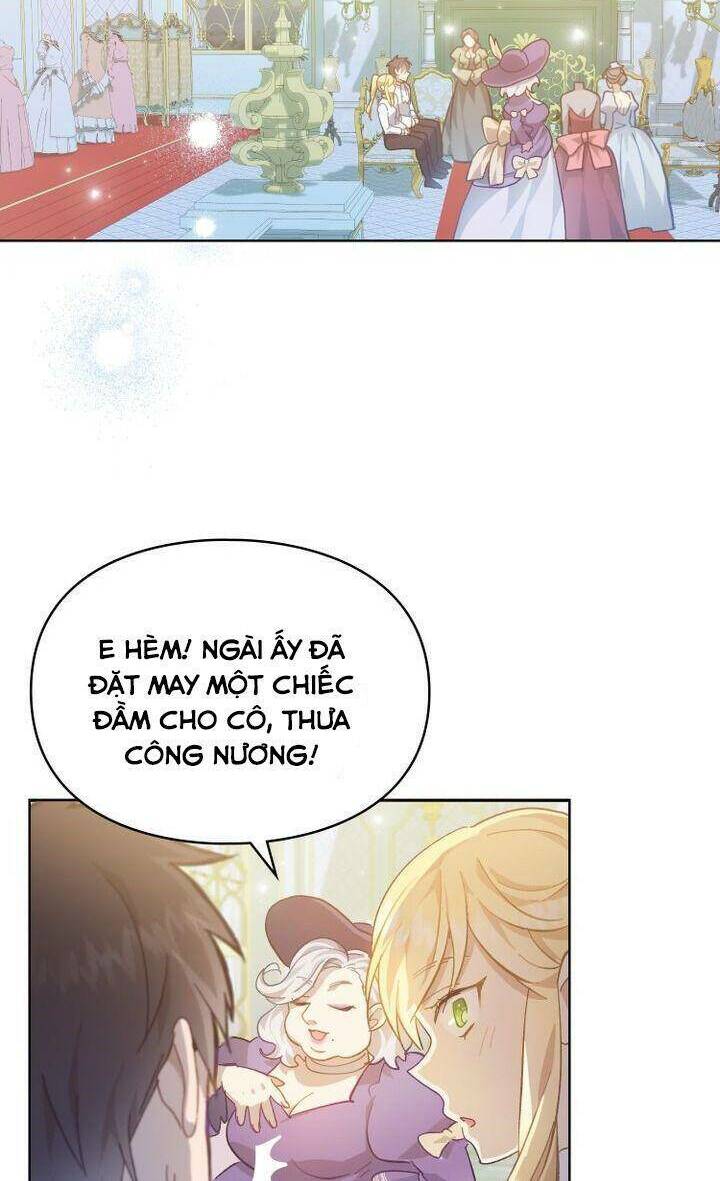 E HÈM! NGÀI ẤY ĐÃ
ĐẶT MAY MỘT CHIẾC
ĐẦM CHO CÔ, THƯA
CÔNG NƯƠNG!